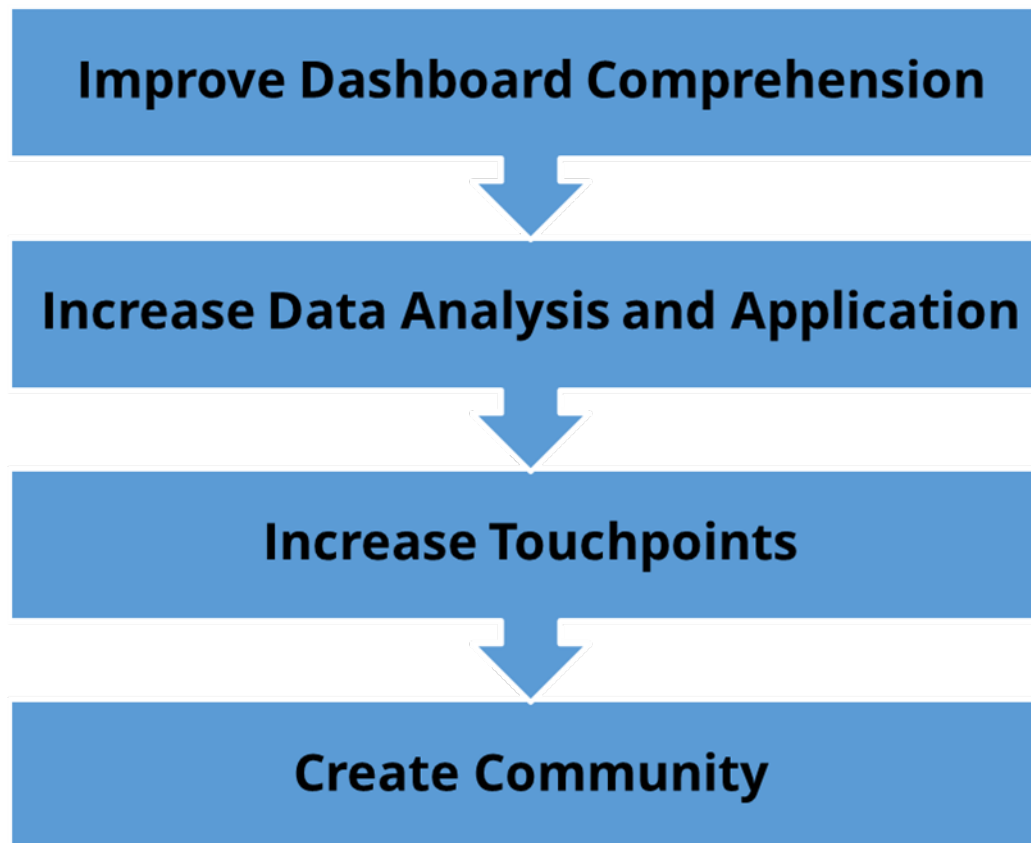 Improve Dashboard Comprehension
Increase Data Analysis and Application
Increase Touchpoints
Create Community